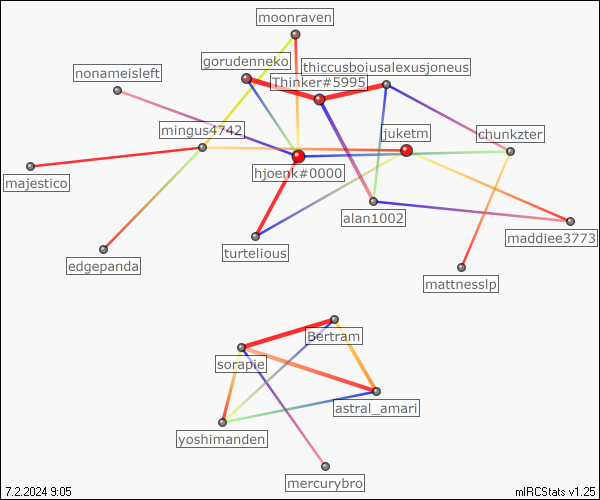 moonraven
gorudenneko
thiccusboiusalexusjoneus
nonameisleft
Thinker#5995
mingus4742
juketm
chunkzter
hjoenk#0000
majestico
alan1002
maddiee3773
turtelious
edgepanda
mattnesslp
Bertram
sorapie
astral_amari
yoshimanden
mercurybro
7.2.2024 9:05
mIRCStats v1.25